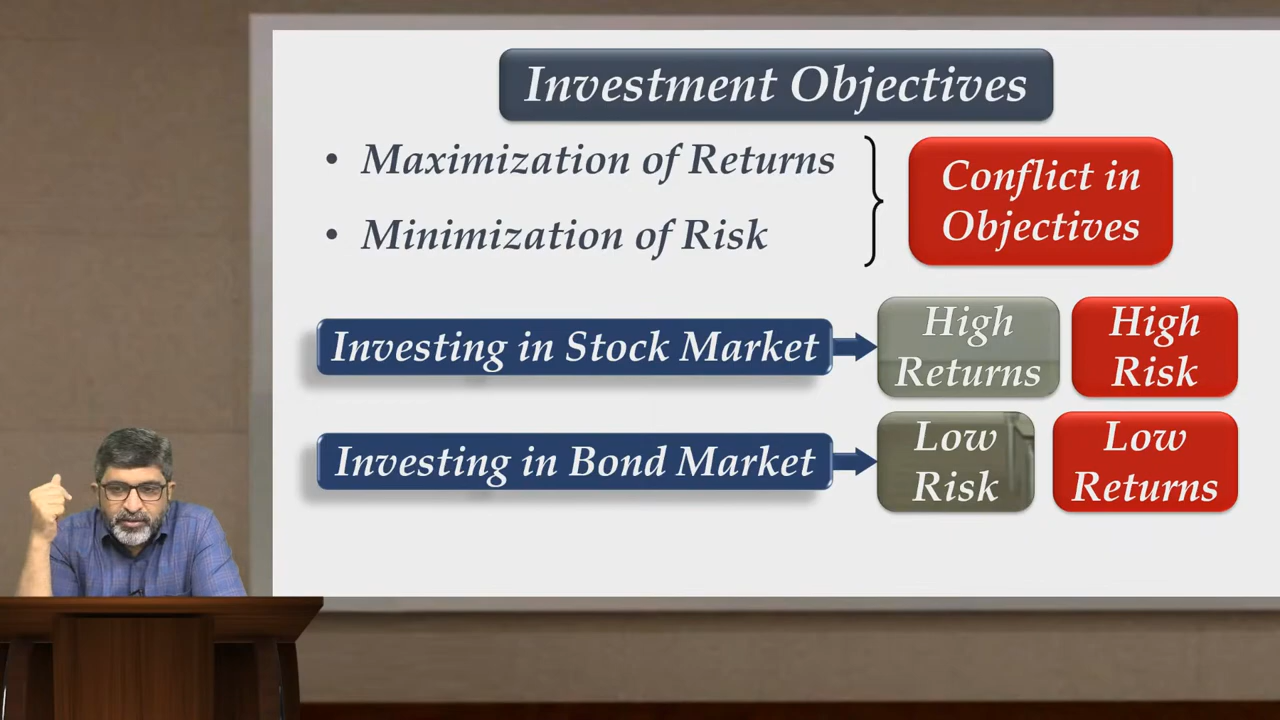 Investment Objectives
• Maximization of Returns
• Minimization of Risk
Conflict in
Objectives
Investing in Stock Market
High
Returns
High
Risk
Investing in Bond Market
Low
Risk
Low
Returns